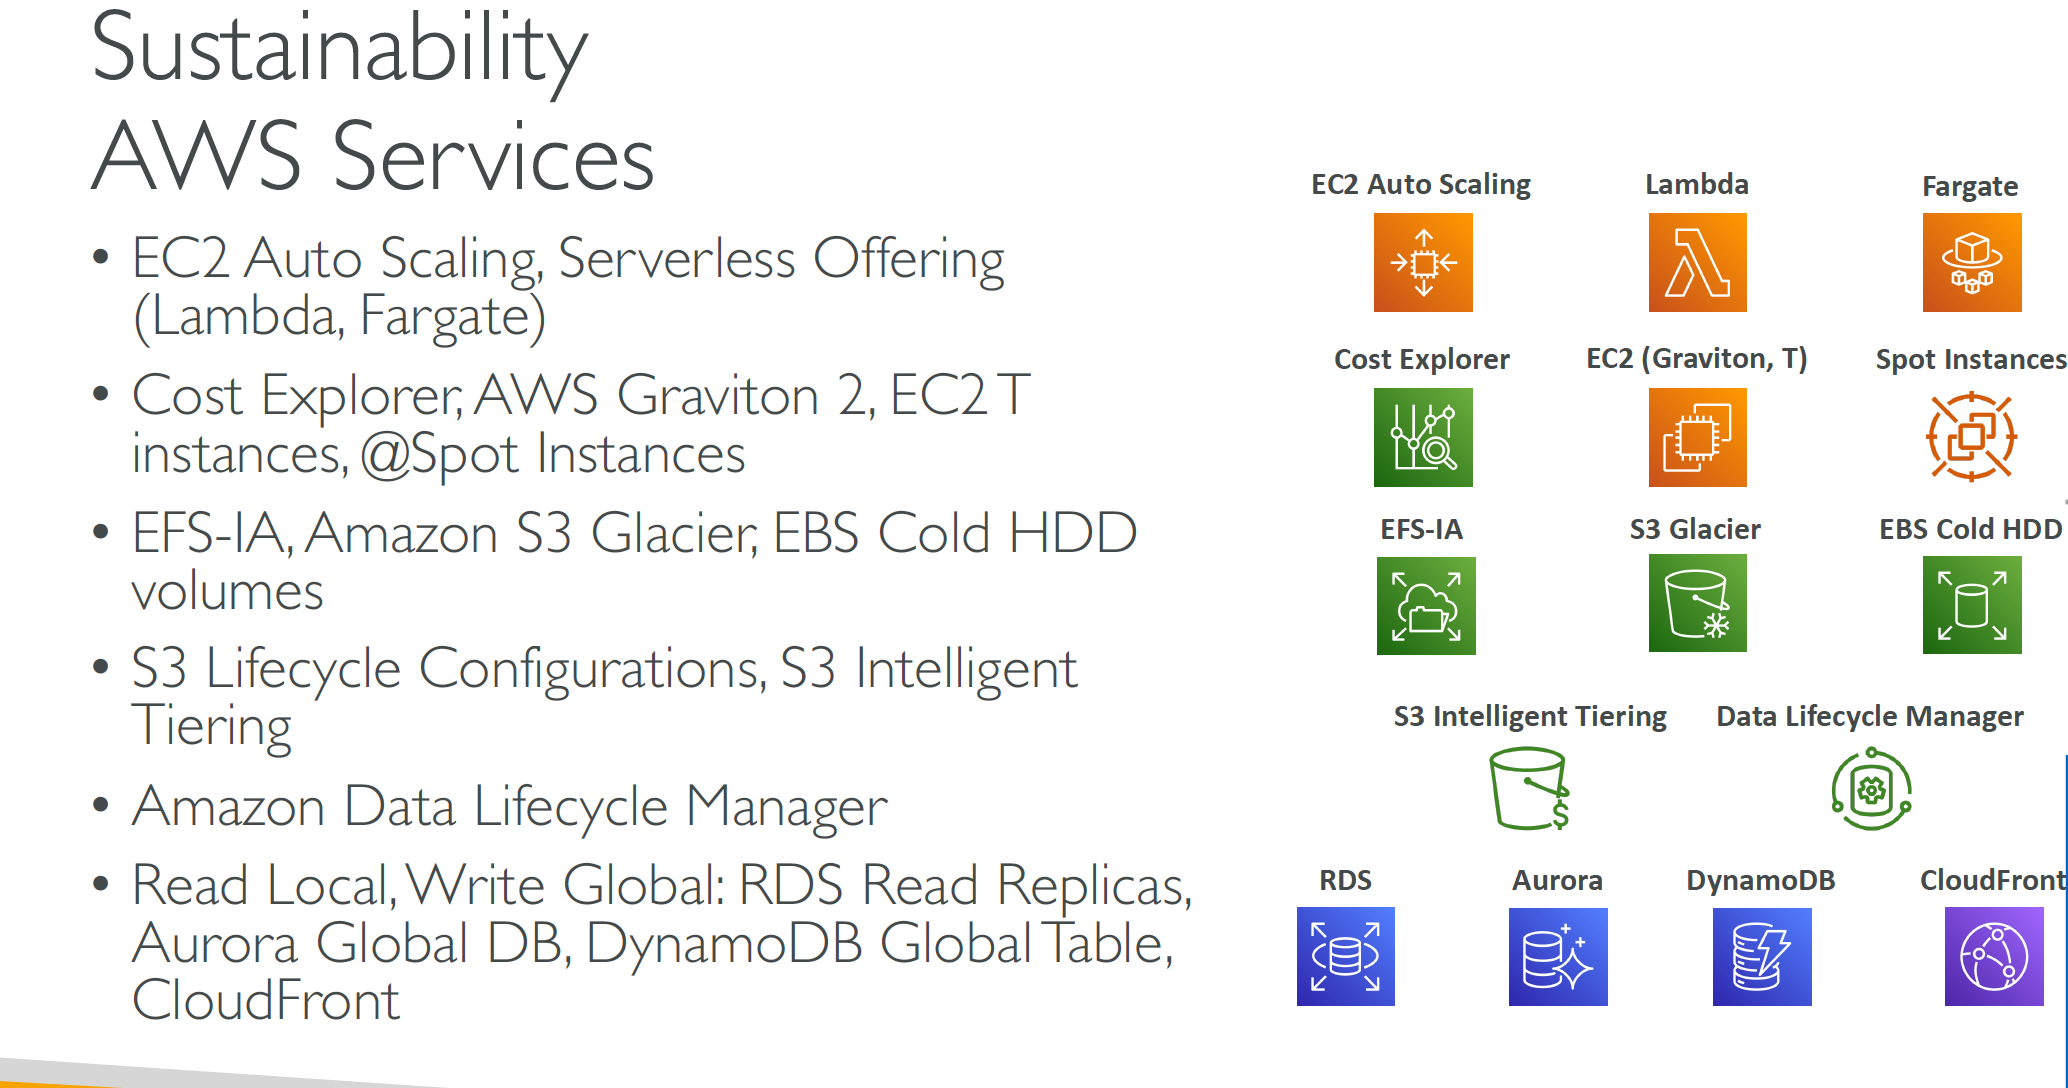 Sustainability
AWS Services
• EC2 Auto Scaling, Serverless Offering
(Lambda, Fargate)
• Cost Explorer, AWS Graviton 2, EC2 T
instances, @Spot Instances
• EFS-IA, Amazon S3 Glacier, EBS Cold HDD
volumes
• S3 Lifecycle Configurations, S3 Intelligent
Tiering
• Amazon Data Lifecycle Manager
• Read Local, Write Global: RDS Read Replicas,
Aurora Global DB, DynamoDB Global Table,
CloudFront
EC2 Auto Scaling
Lambda
Fargate
Cost Explorer
EC2 (Graviton, T)
Spot Instances
EFS-IA
S3 Glacier
EBS Cold HDD
S3 Intelligent Tiering
Data Lifecycle Manager
RDS
Aurora
DynamoDB
CloudFront